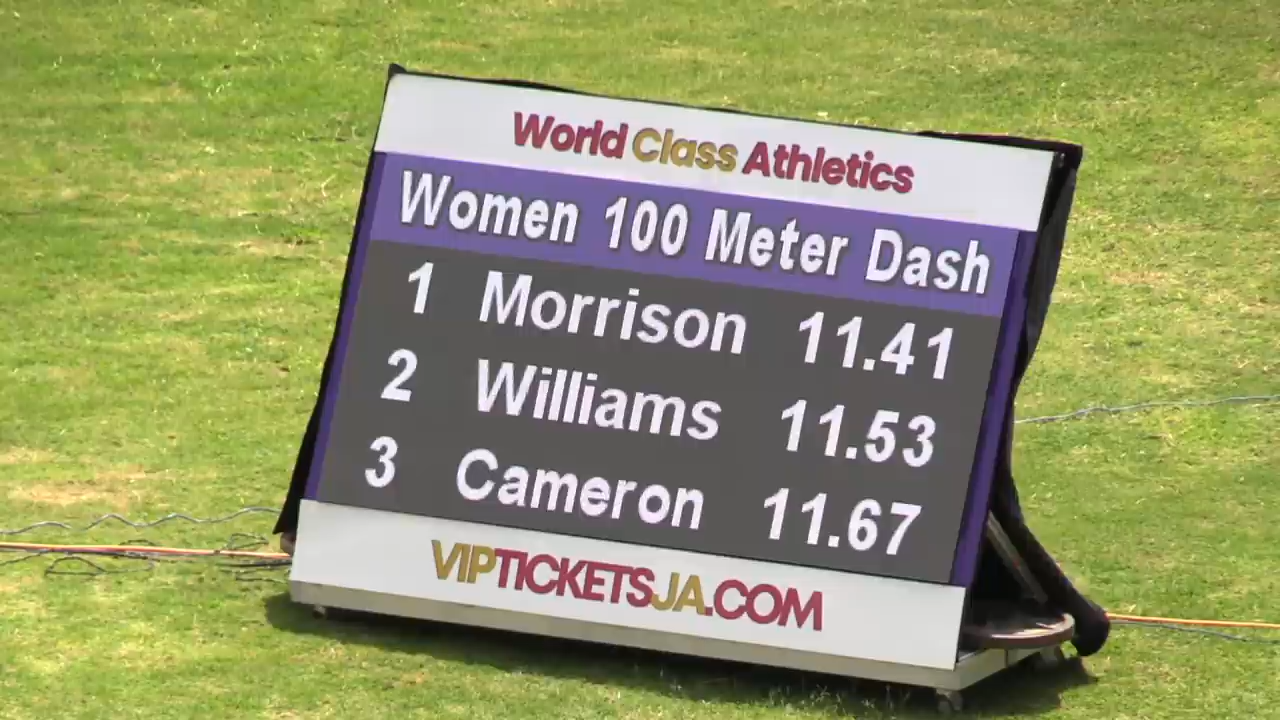 World Class Athletics
Women 100 Meter Dash
1 Morrison 11.41
2 Williams 11.53
3 Cameron 11.67
VIPTICKETSJA.COM